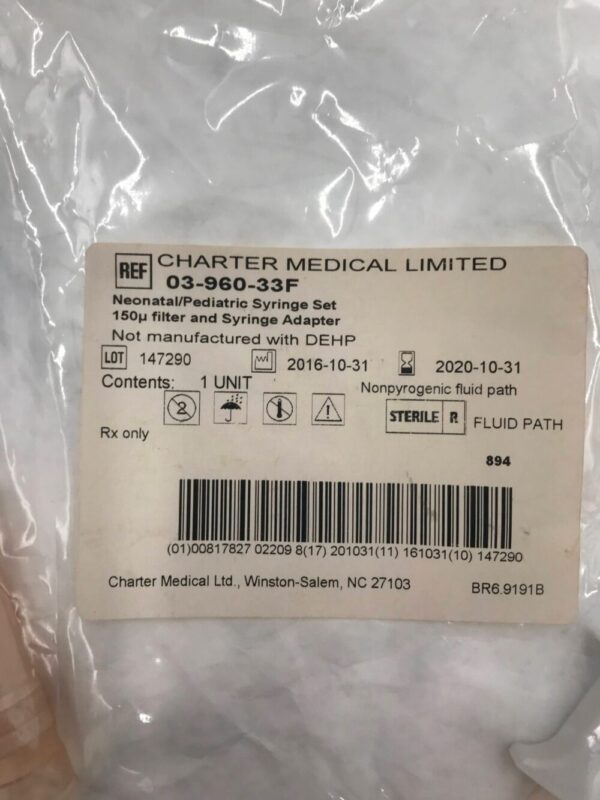 REF CHARTER MEDICAL LIMITED
03-960-33F
Neonatal/Pediatric Syringe Set
150µ filter and Syringe Adapter
Not manufactured with DEHP
LOT 147290 2016-10-31 2020-10-31
Contents: 1 UNIT Nonpyrogenic fluid path
2 STERILE R FLUID PATH
Rx only
894
(01)00817827 02209 8(17) 201031(11) 161031(10) 147290
Charter Medical Ltd., Winston-Salem, NC 27103 BR6.9191B